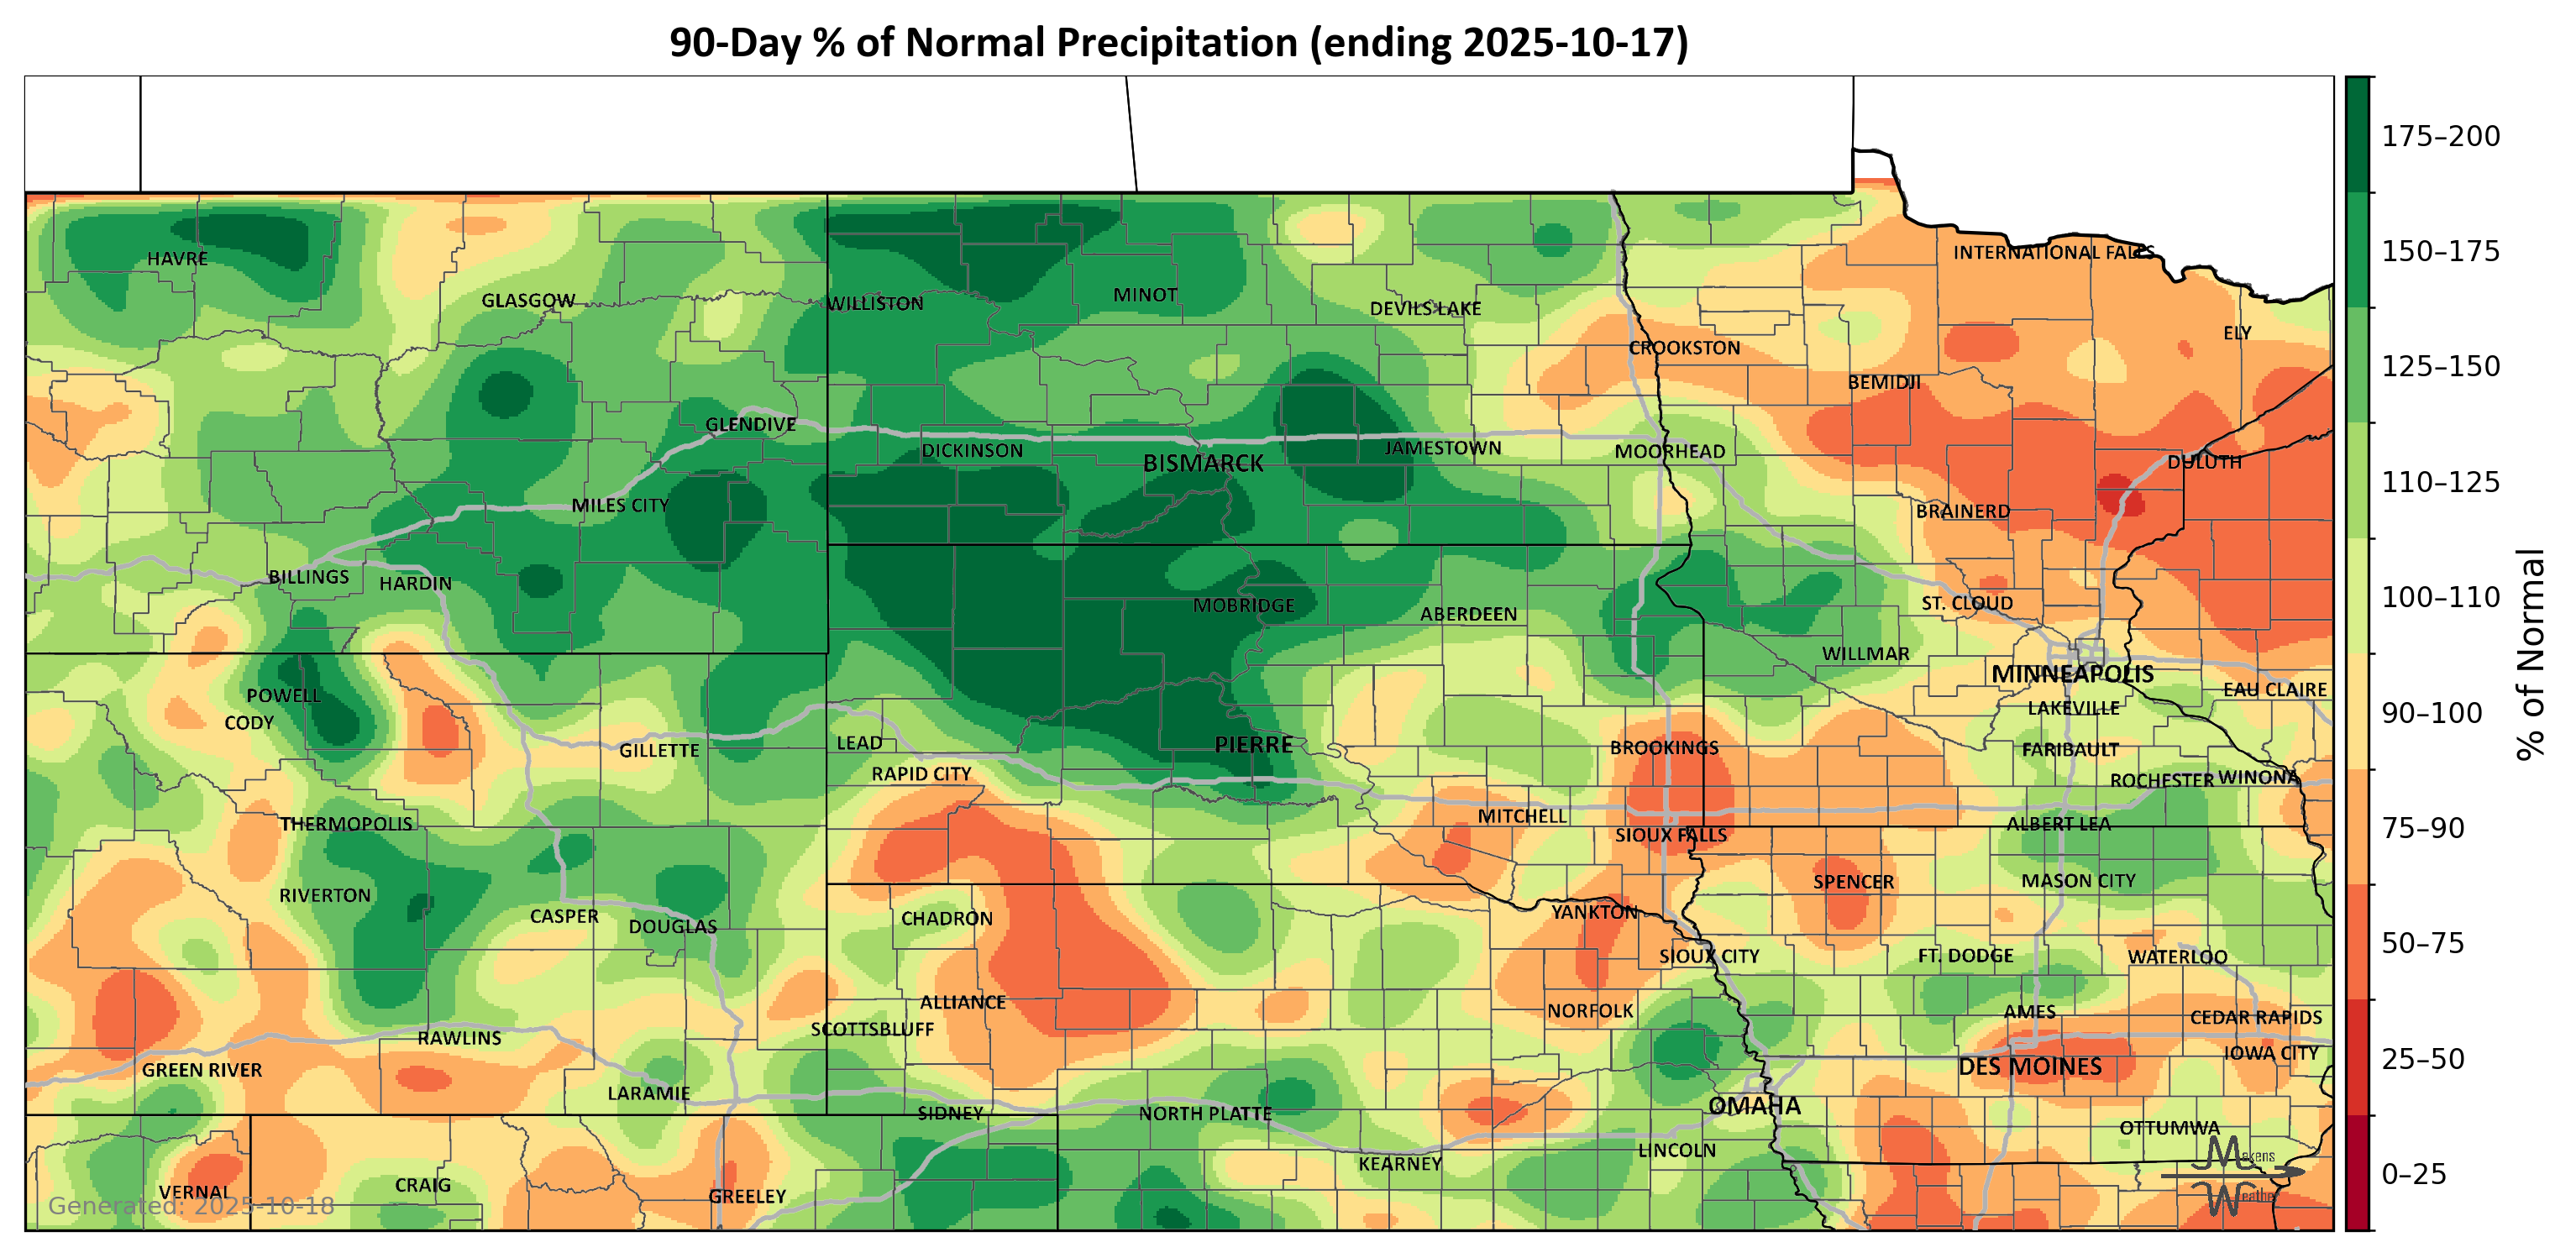 90-Day % of Normal Precipitation (ending 2025-10-17)
175–200
HAVRE
INTERNATIONAL FALLS
150–175
GLASGOW
WILLISTON
MINOT
DEVILS LAKE
125–150
ELY
CROOKSTON
BEMIDJI
GLENDIVE
DICKINSON
BISMARCK
JAMESTOWN
MOORHEAD
DULUTH
110–125
MILES CITY
BRAINERD
BILLINGS
HARDIN
MOBRIDGE
ABERDEEN
ST. CLOUD
100–110
WILLMAR
MINNEAPOLIS
% of Normal
POWELL
EAU CLAIRE
CODY
LAKEVILLE
90–100
GILLETTE
LEAD
PIERRE
BROOKINGS
FARIBAULT
RAPID CITY
ROCHESTER
WINONA
THERMOPOLIS
MITCHELL
SIOUX FALLS
ALBERT LEA
75–90
RIVERTON
SPENCER
MASON CITY
CASPER
DOUGLAS
CHADRON
YANKTON
SIOUX CITY
FT. DODGE
WATERLOO
50–75
ALLIANCE
NORFOLK
AMES
CEDAR RAPIDS
RAWLINS
SCOTTSBLUFF
IOWA CITY
25–50
GREEN RIVER
DES MOINES
LARAMIE
SIDNEY
NORTH PLATTE
OMAHA
OTTUMWA
LINCOLN
KEARNEY
Makens
Weather
0–25
VERNAL
CRAIG
GREELEY
Generated: 2025-10-18